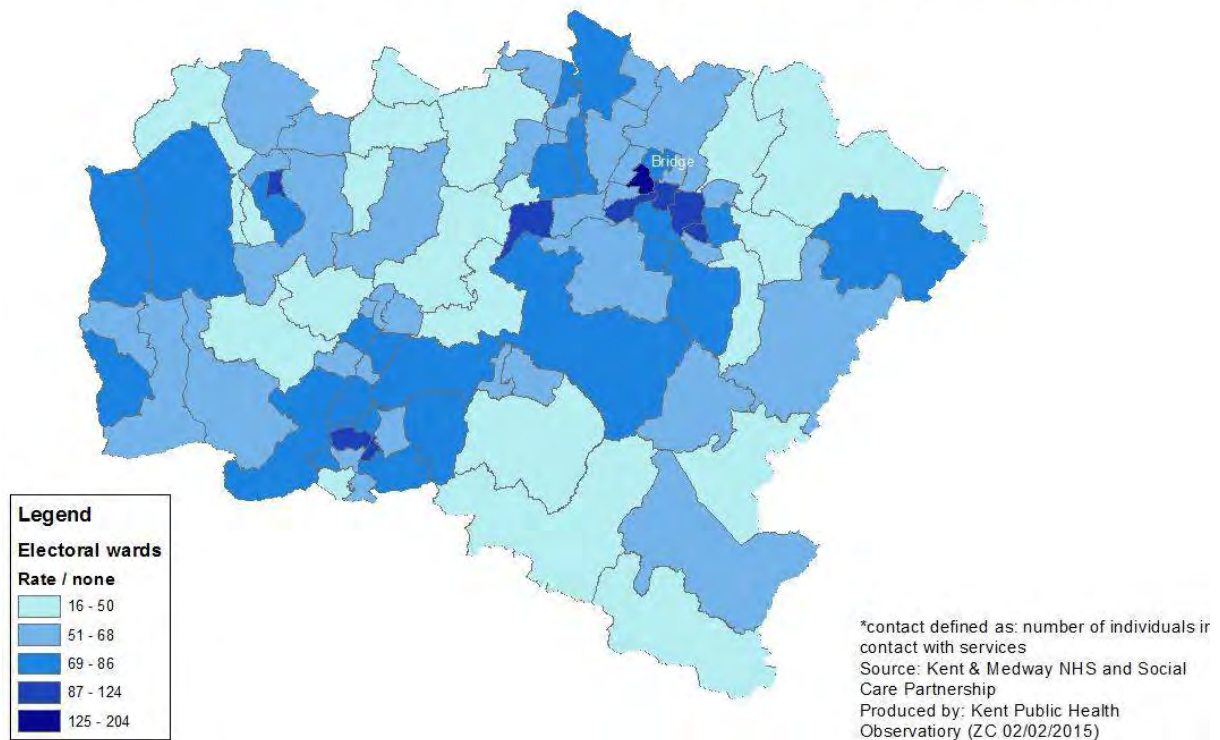 Bridge
Legend
Electoral wards
Rate / none
16 - 50
51 - 68
69 - 86
87 - 124
125 - 204
*contact defined as: number of individuals in
contact with services
Source: Kent & Medway NHS and Social
Care Partnership
Produced by: Kent Public Health
Observatiory (ZC 02/02/2015)